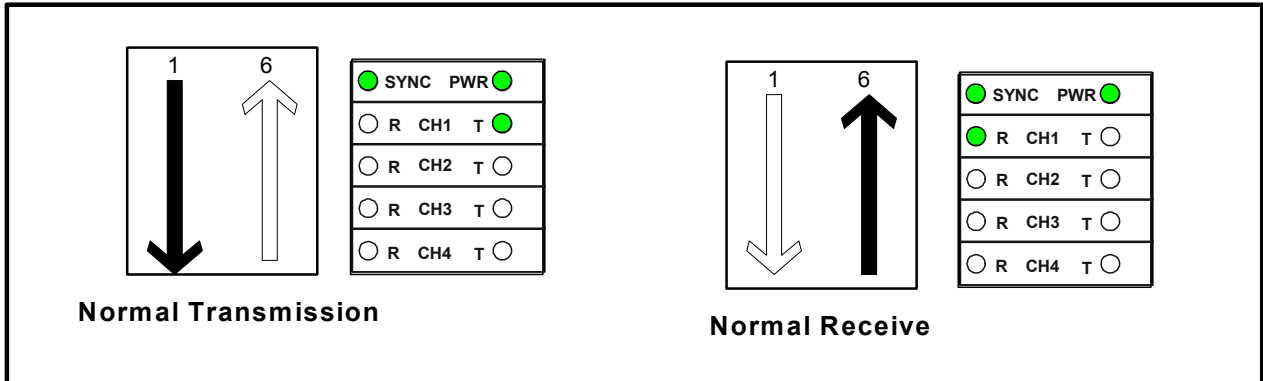 1 6
SYNC PWR
R CH1 T
R CH2 T
R CH3 T
R CH4 T
Normal Transmission
1 6
SYNC PWR
R CH1 T
R CH2 T
R CH3 T
R CH4 T
Normal Receive